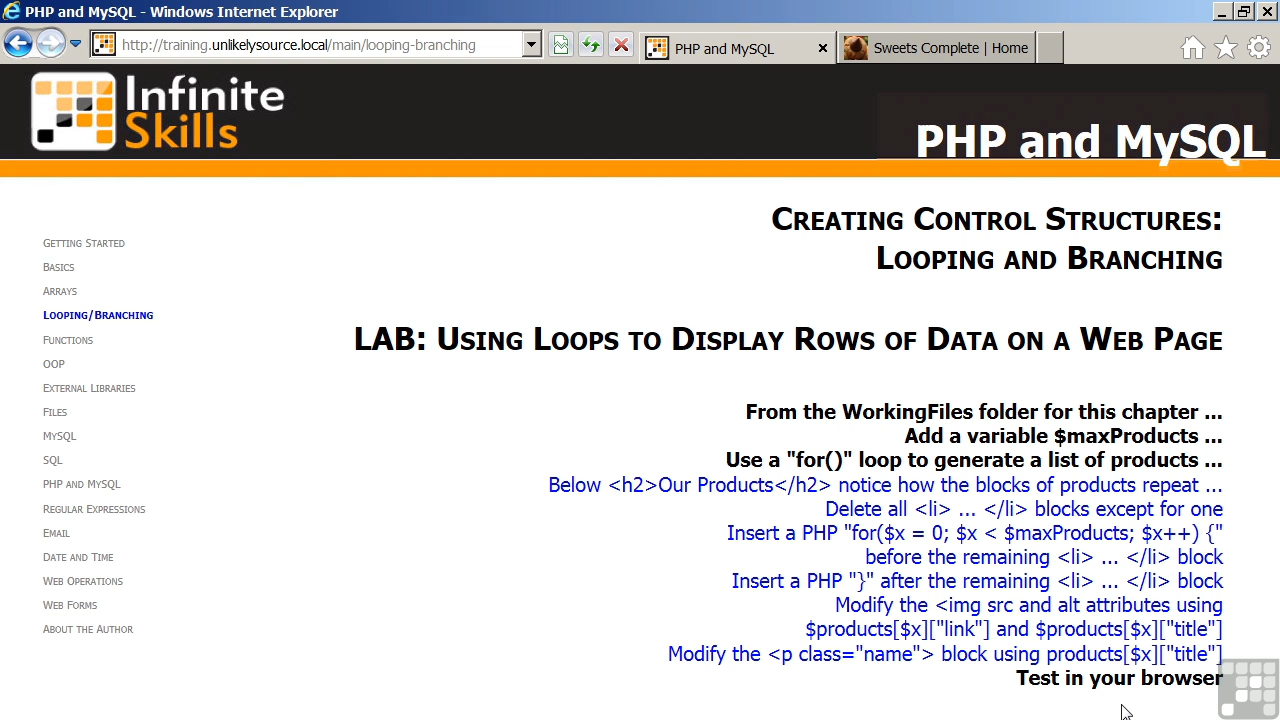 PHP and MySQL - Windows Internet Explorer
http://training.unlikelysource.local/main/looping-branching
PHP and MySQL
Sweets Complete | Home
Infinite
Skills
PHP and MySQL
Creating Control Structures:
Looping and Branching
Getting Started
Basics
Arrays
Looping/Branching
Functions
OOP
External Libraries
Files
MySQL
SQL
PHP and MySQL
Regular Expressions
Email
Date and Time
Web Operations
Web Forms
About the Author
LAB: Using Loops to Display Rows of Data on a Web Page
From the WorkingFiles folder for this chapter ...
Add a variable $maxProducts ...
Use a "for()" loop to generate a list of products ...
Below <h2>Our Products</h2> notice how the blocks of products repeat ...
Delete all <li> ... </li> blocks except for one
Insert a PHP "for($x = 0; $x < $maxProducts; $x++) {"
before the remaining <li> ... </li> block
Insert a PHP "}" after the remaining <li> ... </li> block
Modify the <img src and alt attributes using
$products[$x]["link"] and $products[$x]["title"]
Modify the <p class="name"> block using products[$x]["title"]
Test in your browser